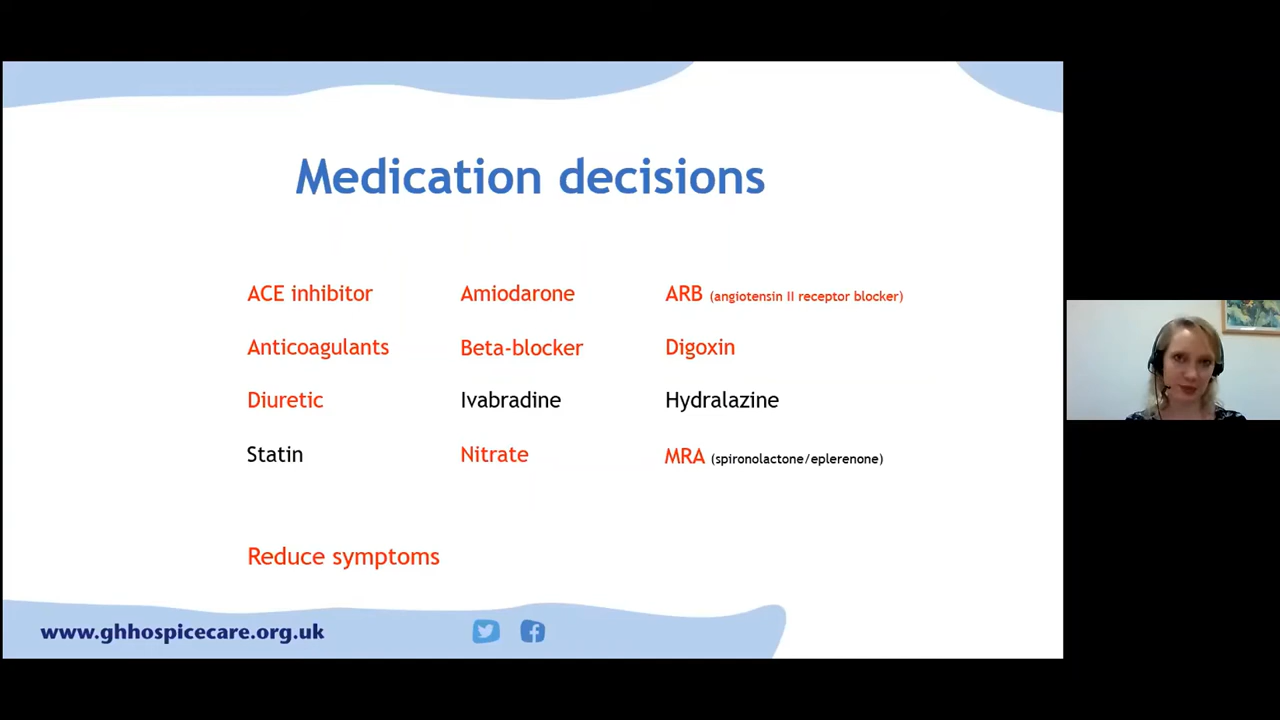 Medication decisions
ACE inhibitor Amiodarone ARB (angiotensin II receptor blocker)
Anticoagulants Beta-blocker Digoxin
Diuretic Ivabradine Hydralazine
Statin Nitrate MRA (spironolactone/eplerenone)
Reduce symptoms
www.ghhospicecare.org.uk